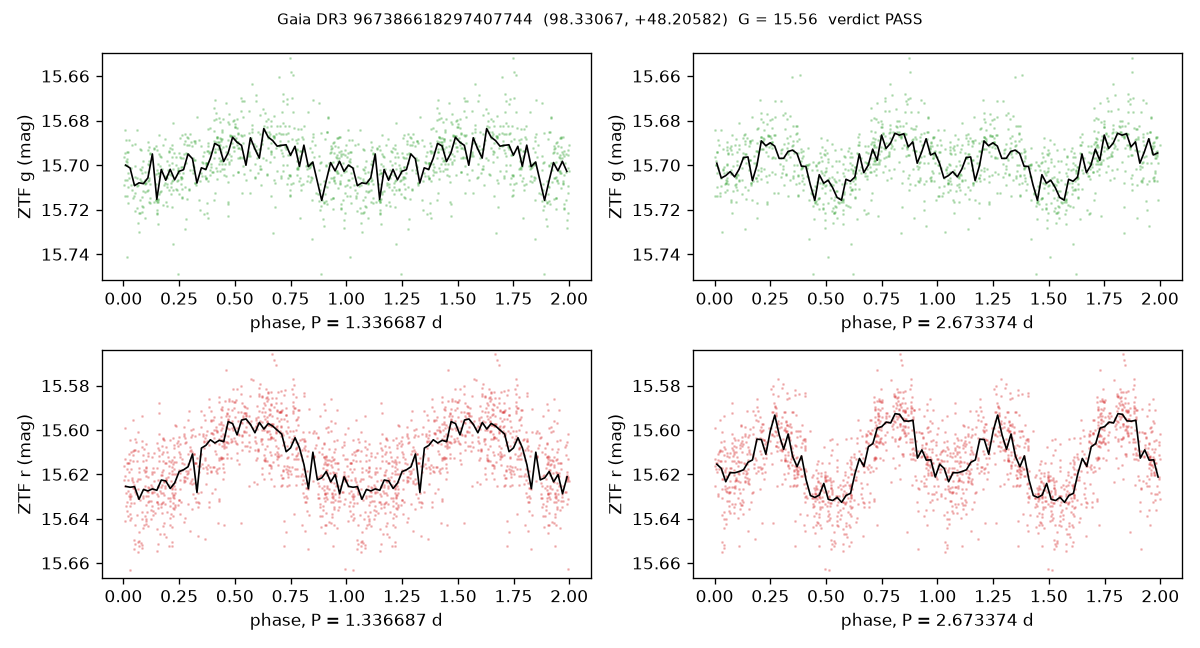 Gaia DR3 967386618297407744  (98.33067, +48.20582)  G = 15.56  verdict PASS
ZTF g (mag)
15.66
15.68
15.70
15.72
15.74
0.00 0.25 0.50 0.75 1.00 1.25 1.50 1.75 2.00
phase, P = 1.336687 d
ZTF g (mag)
15.66
15.68
15.70
15.72
15.74
0.00 0.25 0.50 0.75 1.00 1.25 1.50 1.75 2.00
phase, P = 2.673374 d
ZTF r (mag)
15.58
15.60
15.62
15.64
15.66
0.00 0.25 0.50 0.75 1.00 1.25 1.50 1.75 2.00
phase, P = 1.336687 d
ZTF r (mag)
15.58
15.60
15.62
15.64
15.66
0.00 0.25 0.50 0.75 1.00 1.25 1.50 1.75 2.00
phase, P = 2.673374 d